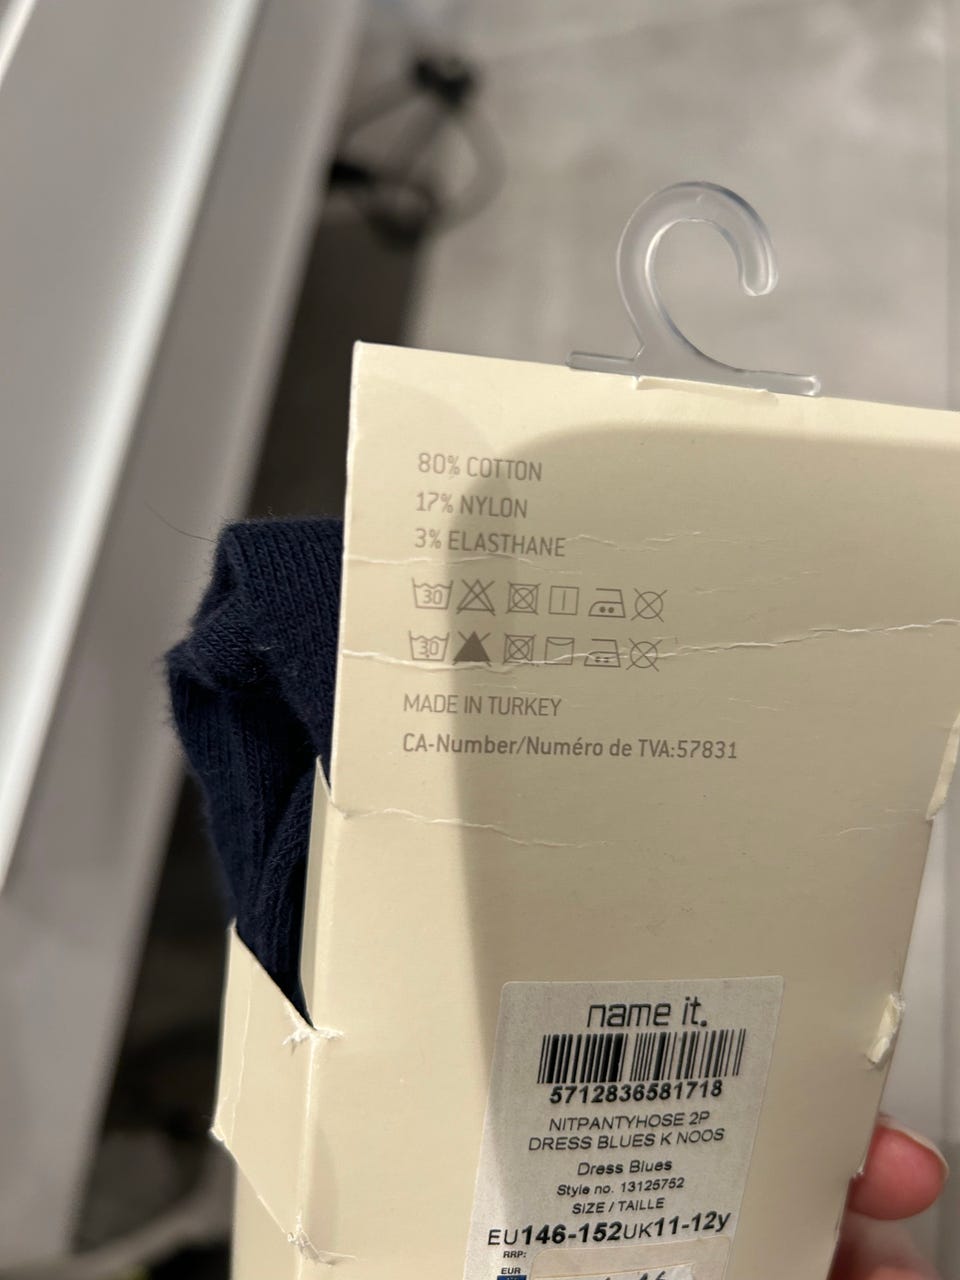 80% COTTON
17% NYLON
3% ELASTHANE
30
30
MADE IN TURKEY
CA-Number/Numéro de TVA:57831
name it.
5712836581718
NITPANTYHOSE 2P
DRESS BLUES K NOOS
Dress Blues
Style no. 13125752
SIZE / TAILLE
EU146-152UK11-12y
RRP:
EUR